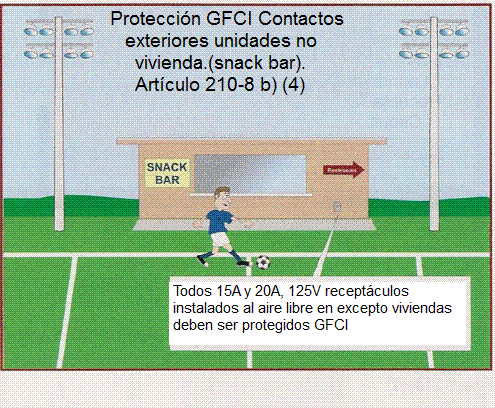 Protección GFCI Contactos
exteriores unidades no
vivienda.(snack bar).
Artículo 210-8 b) (4)
SNACK
BAR
Restrooms
Todos 15A y 20A, 125V receptáculos
instalados al aire libre en excepto viviendas
deben ser protegidos GFCI